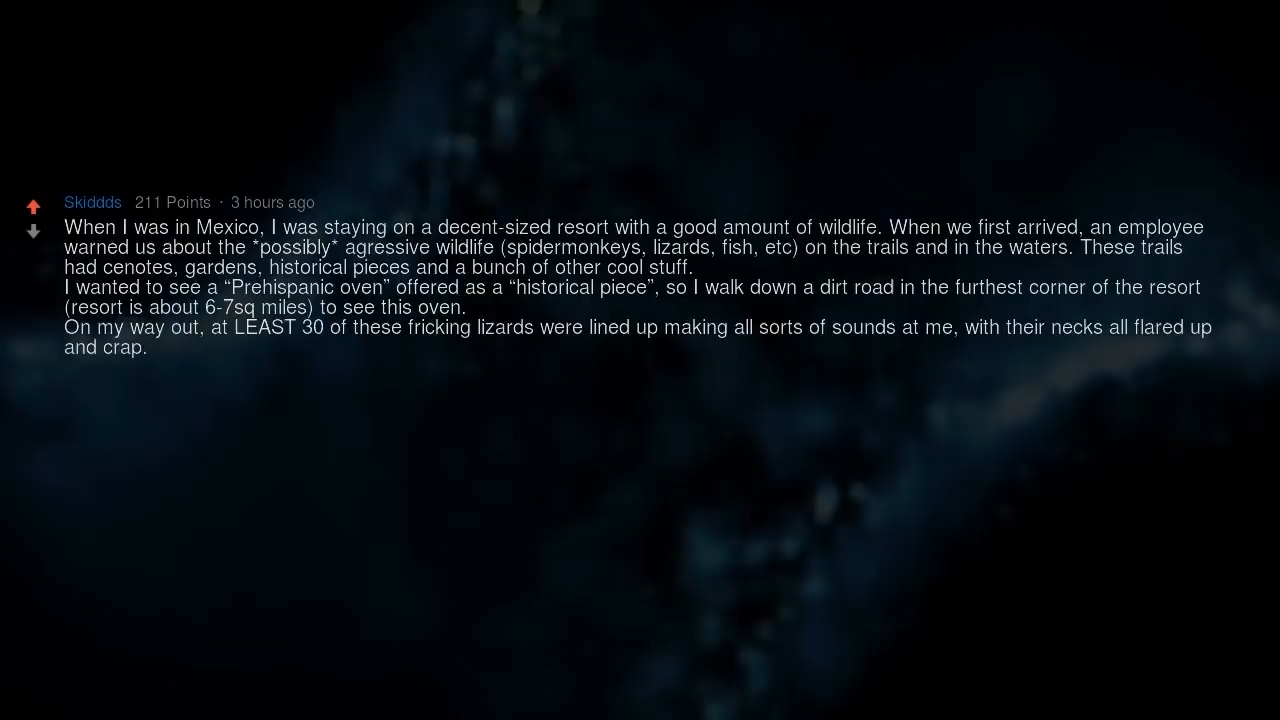 Skiddds 211 Points · 3 hours ago
When I was in Mexico, I was staying on a decent-sized resort with a good amount of wildlife. When we first arrived, an employee
warned us about the *possibly* agressive wildlife (spidermonkeys, lizards, fish, etc) on the trails and in the waters. These trails
had cenotes, gardens, historical pieces and a bunch of other cool stuff.
I wanted to see a “Prehispanic oven” offered as a “historical piece”, so I walk down a dirt road in the furthest corner of the resort
(resort is about 6-7sq miles) to see this oven.
On my way out, at LEAST 30 of these fricking lizards were lined up making all sorts of sounds at me, with their necks all flared up
and crap.